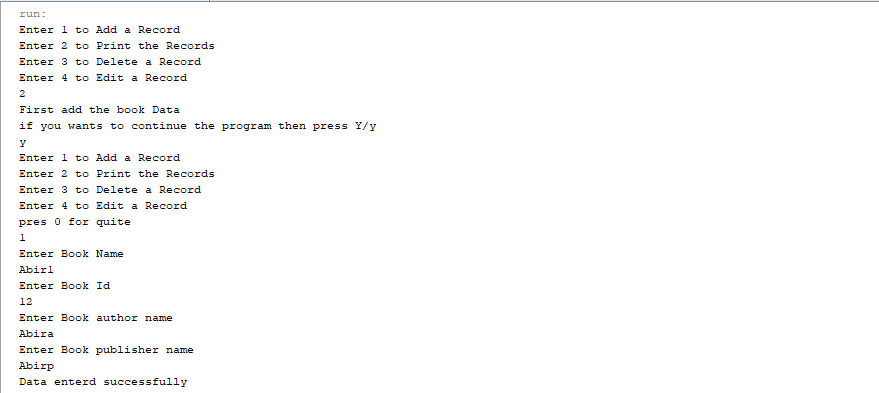 run:
Enter 1 to Add a Record
Enter 2 to Print the Records
Enter 3 to Delete a Record
Enter 4 to Edit a Record
2
First add the book Data
if you wants to continue the program then press Y/y
y
Enter 1 to Add a Record
Enter 2 to Print the Records
Enter 3 to Delete a Record
Enter 4 to Edit a Record
pres 0 for quite
1
Enter Book Name
Abirl
Enter Book Id
12
Enter Book author name
Abira
Enter Book publisher name
Abirp
Data enterd successfully